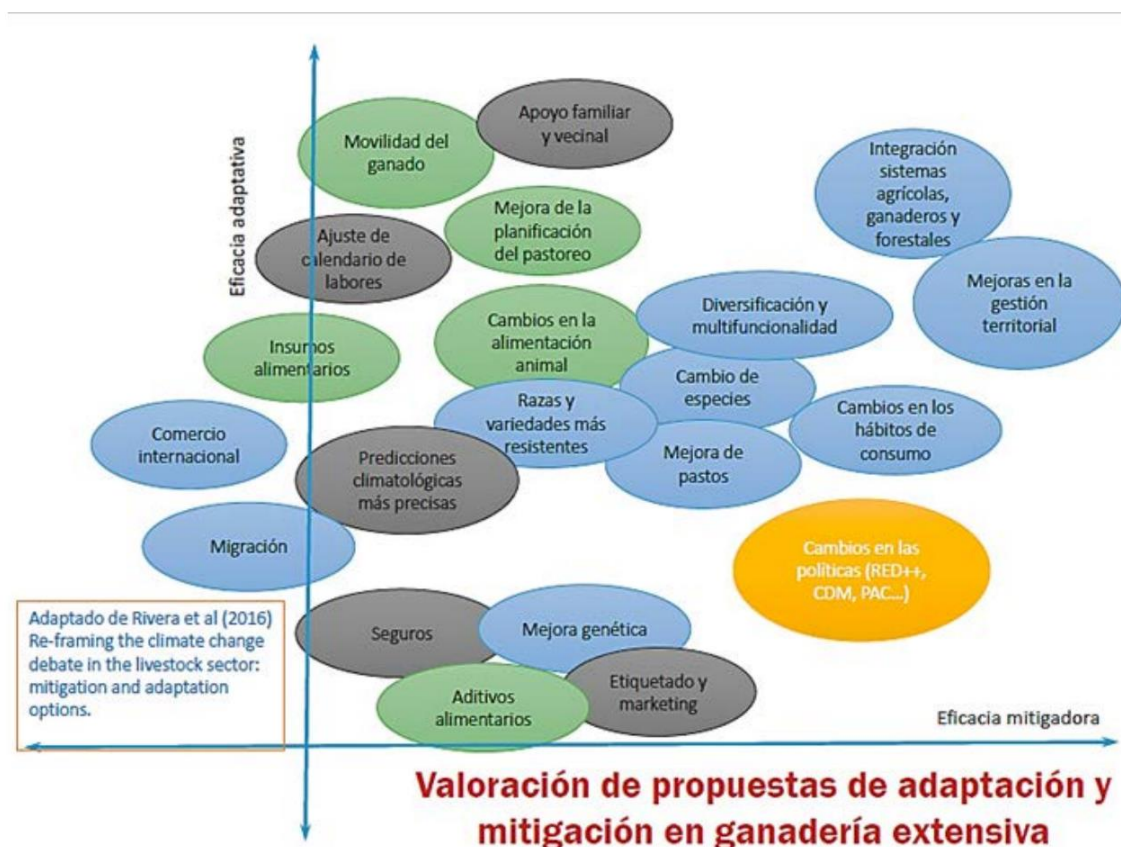 Eficacia adaptativa
Movilidad del
ganado
Apoyo familiar
y vecinal
Integración
sistemas
agrícolas,
ganaderos y
forestales
Mejora de la
planificación
del pastoreo
Ajuste de
calendario de
labores
Mejoras en la
gestión
territorial
Diversificación y
multifuncionalidad
Cambios en la
alimentación
animal
Insumos
alimentarios
Cambio de
especies
Razas y
variedades más
resistentes
Cambios en los
hábitos de
consumo
Comercio
internacional
Mejora de
pastos
Predicciones
climatológicas
más precisas
Migración
Cambios en las
políticas (RED++,
CDM, PAC...)
Adaptado de Rivera et al (2016)
Re-framing the climate change
debate in the livestock sector:
mitigation and adaptation
options.
Seguros
Mejora genética
Etiquetado y
marketing
Aditivos
alimentarios
Eficacia mitigadora
Valoración de propuestas de adaptación y
mitigación en ganadería extensiva